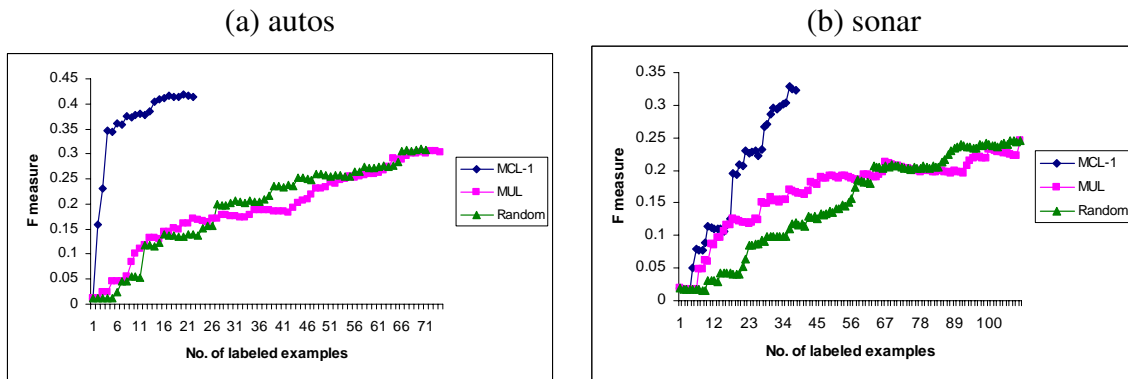 (a) autos
0.45
0.4
0.35
0.3
0.25
0.2
0.15
0.1
0.05
0
F measure
1 6 11 16 21 26 31 36 41 46 51 56 61 66 71
No. of labeled examples
MCL-1
MUL
Random
(b) sonar
0.35
0.3
0.25
0.2
0.15
0.1
0.05
0
F measure
1 12 23 34 45 56 67 78 89 100
No. of labeled examples
MCL-1
MUL
Random